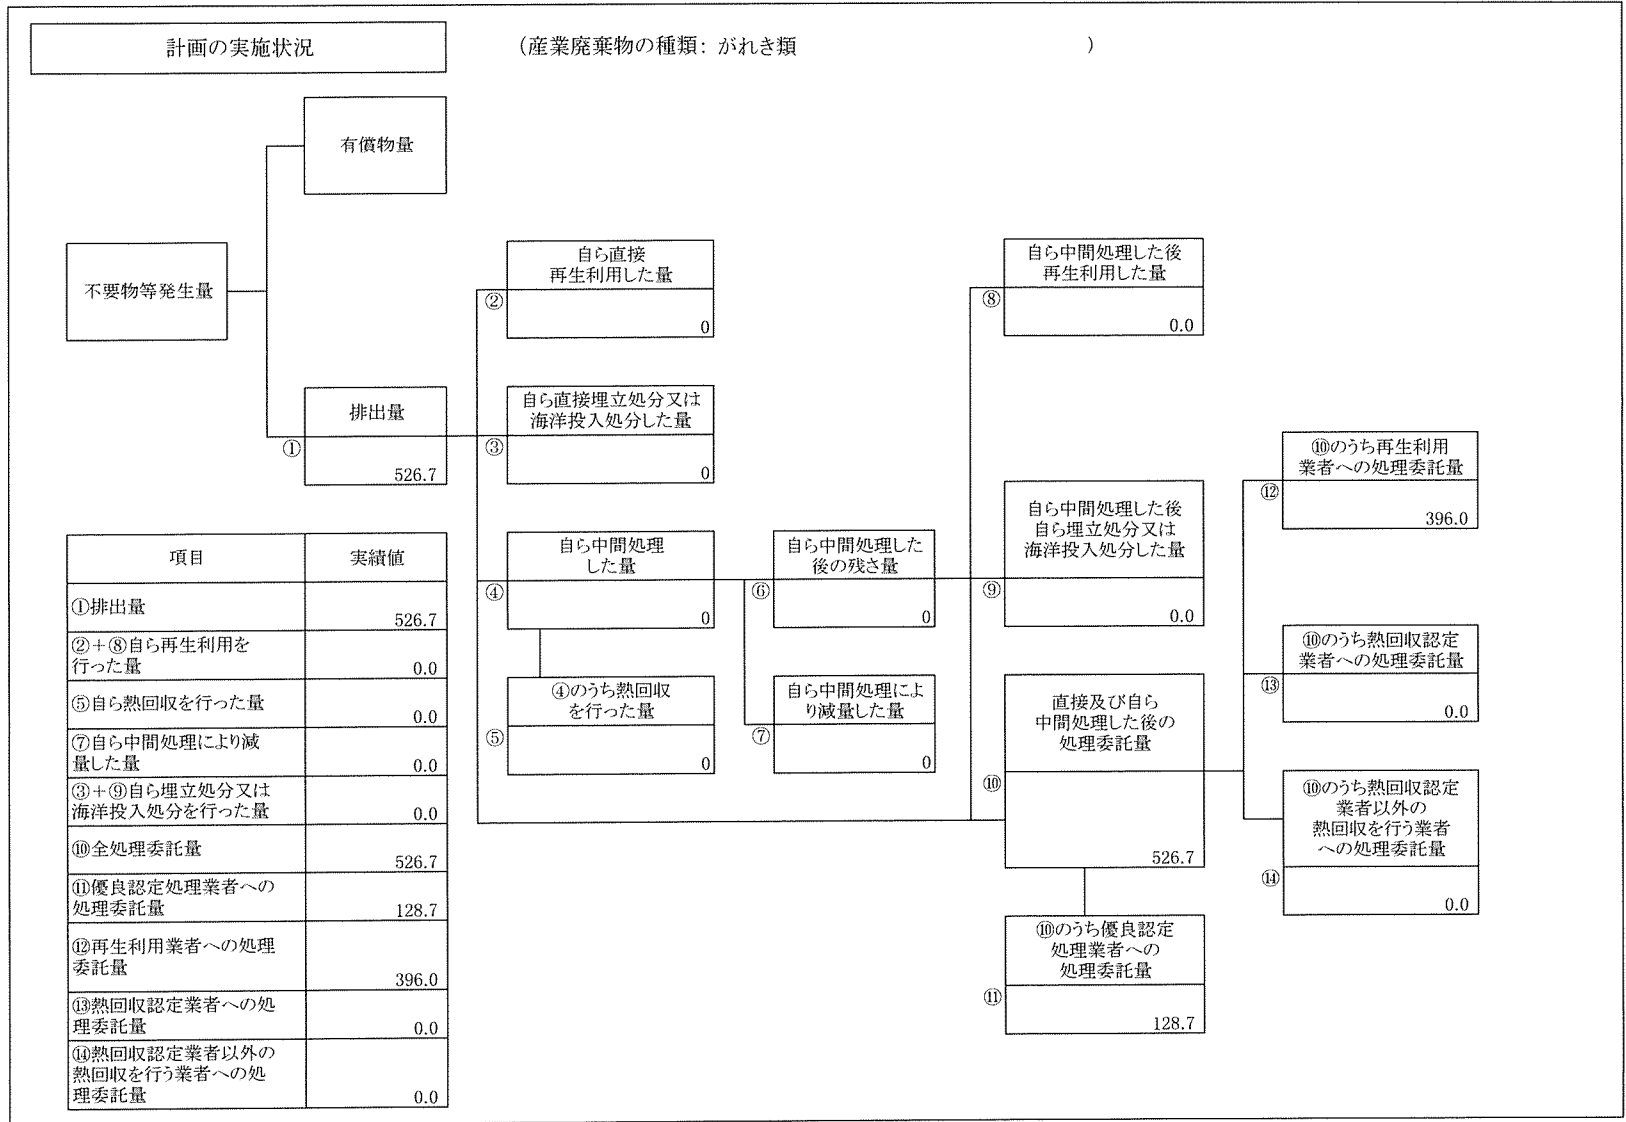 計画の実施状況
(産業廃棄物の種類：がれき類 )
有償物量
不要物等発生量
排出量
①
526.7
自ら直接
再生利用した量
②
0
自ら直接埋立処分又は
海洋投入処分した量
③
0
自ら中間処理
した量
④
0
④のうち熱回収
を行った量
⑤
0
自ら中間処理した
後の残さ量
⑥
0
自ら中間処理によ
り減量した量
⑦
0
自ら中間処理した後
再生利用した量
⑧
0.0
自ら中間処理した後
自ら埋立処分又は
海洋投入処分した量
⑨
0.0
直接及び自ら
中間処理した後の
処理委託量
⑩
526.7
⑩のうち優良認定
処理業者への
処理委託量
⑪
128.7
⑩のうち再生利用
業者への処理委託量
⑫
396.0
⑩のうち熱回収認定
業者への処理委託量
⑬
0.0
⑩のうち熱回収認定
業者以外の
熱回収を行う業者
への処理委託量
⑭
0.0
項目 実績値
①排出量
526.7
②＋⑧自ら再生利用を
行った量 0.0
⑤自ら熱回収を行った量
0.0
⑦自ら中間処理により減
量した量 0.0
③＋⑨自ら埋立処分又は
海洋投入処分を行った量 0.0
⑩全処理委託量
526.7
⑪優良認定処理業者への
処理委託量 128.7
⑫再生利用業者への処理
委託量
396.0
⑬熱回収認定業者への処
理委託量 0.0
⑭熱回収認定業者以外の
熱回収を行う業者への処
理委託量 0.0